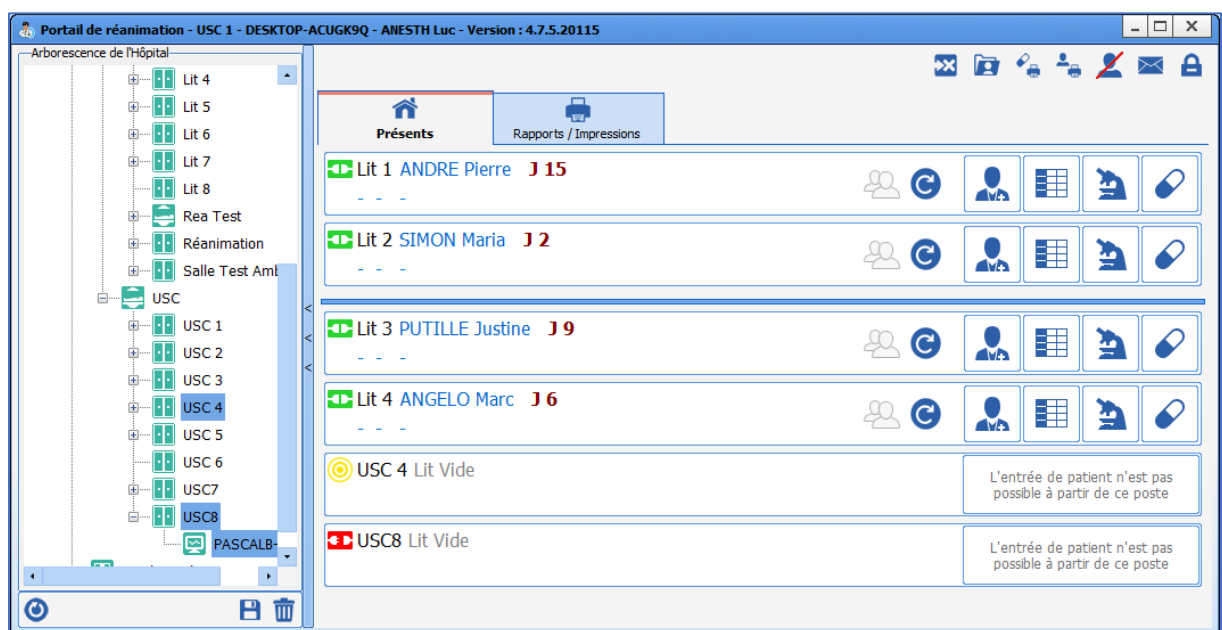 Portail de réanimation - USC 1 - DESKTOP-ACUGK9Q - ANESTH Luc - Version : 4.7.5.20115
Arborescence de l'Hôpital
Lit 4
Lit 5
Lit 6
Lit 7
Lit 8
Rea Test
Réanimation
Salle Test Amb
USC
USC 1
USC 2
USC 3
USC 4
USC 5
USC 6
USC7
USC8
PASCALB-
Présents
Rapports / Impressions
Lit 1 ANDRE Pierre J 15
- - -
Lit 2 SIMON Maria J 2
- - -
Lit 3 PUTILLE Justine J 9
- - -
Lit 4 ANGELO Marc J 6
- - -
USC 4 Lit Vide
L'entrée de patient n'est pas
possible à partir de ce poste
USC8 Lit Vide
L'entrée de patient n'est pas
possible à partir de ce poste